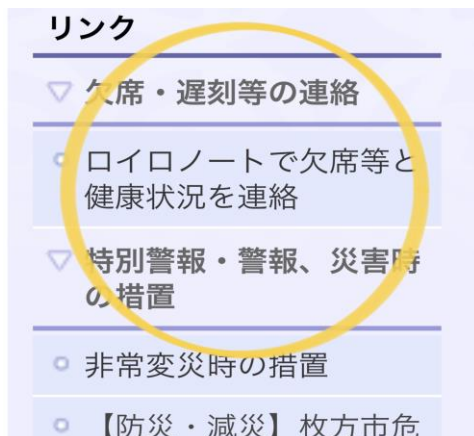 リンク
欠席・遅刻等の連絡
ロイロノートで欠席等と
健康状況を連絡
特別警報・警報、災害時
の措置
非常変災時の措置
【防災・減災】枚方市危